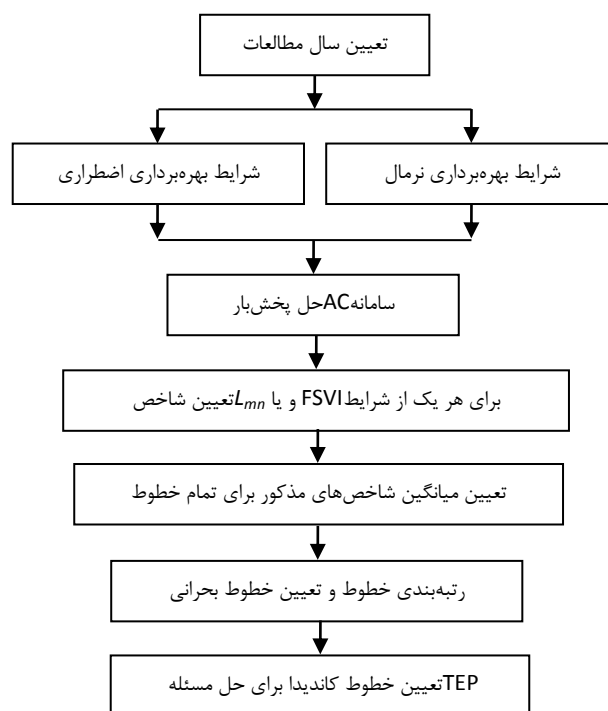 تعیین سال مطالعات
شرایط بهره‌برداری نرمال
شرایط بهره‌برداری اضطراری
حل پخش‌بار AC سامانه
تعیین شاخص Lmn و یا FSVI برای هر یک از شرایط
تعیین میانگین شاخص‌های مذکور برای تمام خطوط
رتبه‌بندی خطوط و تعیین خطوط بحرانی
تعیین خطوط کاندیدا برای حل مسئله TEP